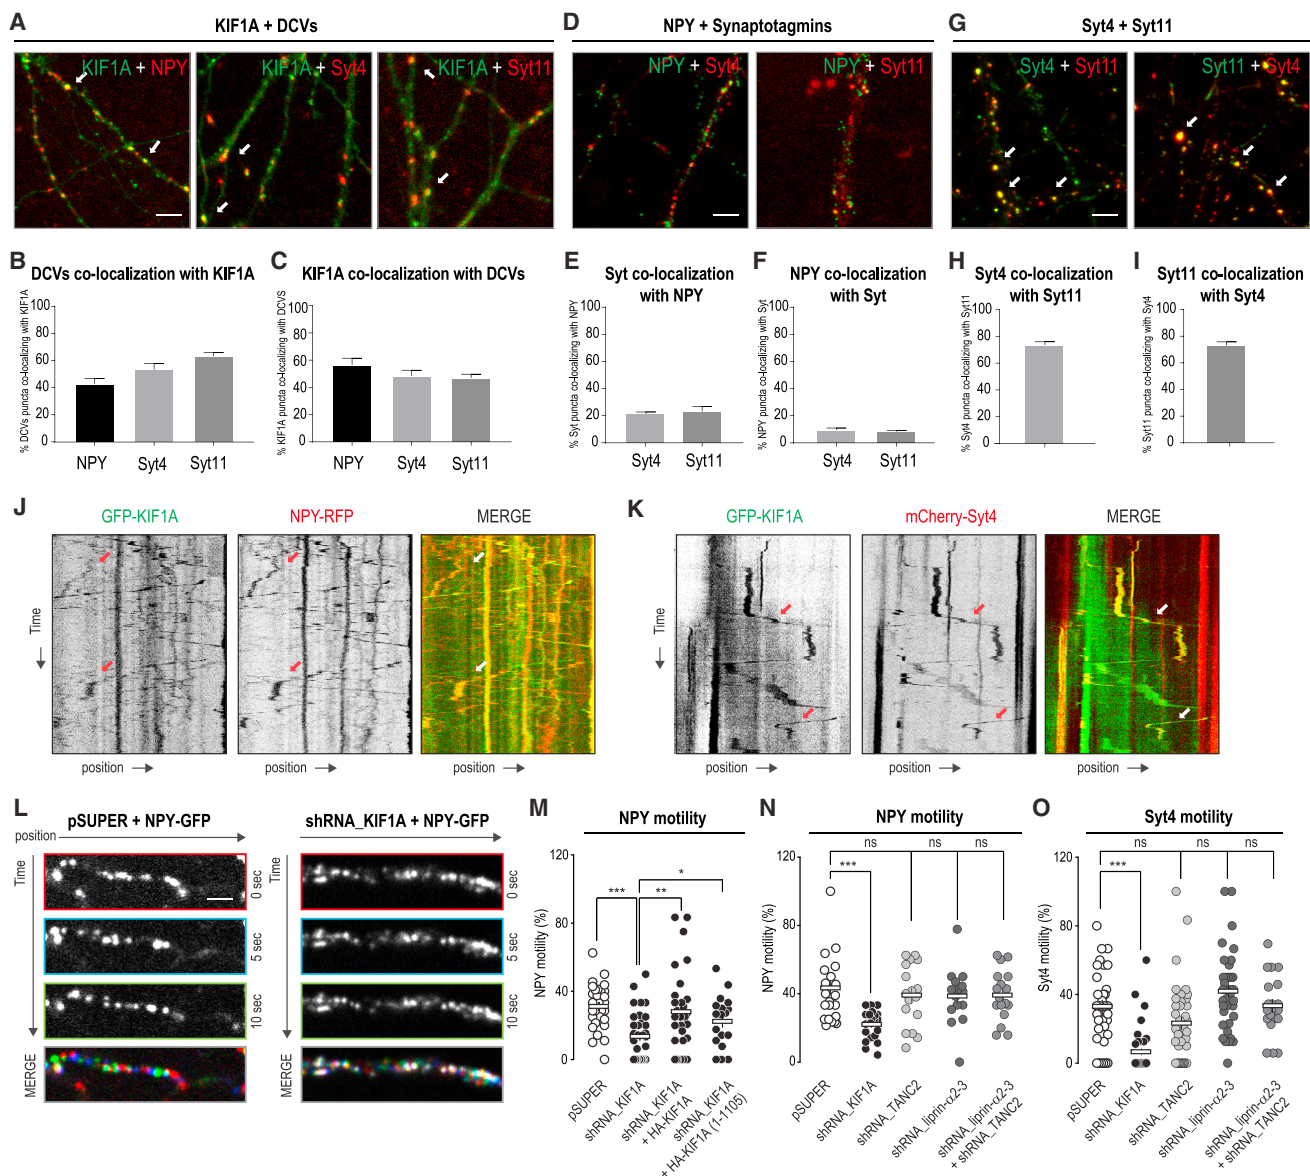 A
KIF1A + DCVs
KIF1A + NPY
KIF1A + Syt4
KIF1A + Syt11
D
NPY + Synaptotagmins
NPY + Syt4
NPY + Syt11
G
Syt4 + Syt11
Syt4 + Syt11
Syt11 + Syt4
B
DCVs co-localization with KIF1A
% DCVs puncta co-localizing with KIF1A
100
80
60
40
20
0
NPY
Syt4
Syt11
C
KIF1A co-localization with DCVs
% KIF1A puncta co-localizing with DCVS
100
80
60
40
20
0
NPY
Syt4
Syt11
E
Syt co-localization
with NPY
% Syt puncta co-localizing with NPY
100
80
60
40
20
0
Syt4
Syt11
F
NPY co-localization
with Syt
% NPY puncta co-localizing with Syt
100
80
60
40
20
0
Syt4
Syt11
H
Syt4 co-localization
with Syt11
% Syt4 puncta co-localizing with Syt11
100
80
60
40
20
0
I
Syt11 co-localization
with Syt4
% Syt11 puncta co-localizing with Syt4
100
80
60
40
20
0
J
GFP-KIF1A
NPY-RFP
MERGE
Time
position
position
position
K
GFP-KIF1A
mCherry-Syt4
MERGE
Time
position
position
position
L
pSUPER + NPY-GFP
shRNA_KIF1A + NPY-GFP
position
Time
0 sec
5 sec
10 sec
MERGE
Time
0 sec
5 sec
10 sec
MERGE
M
NPY motility
NPY motility (%)
120
80
40
0
***
**
*
pSUPER
shRNA_KIF1A
shRNA_KIF1A
+ HA-KIF1A
shRNA_KIF1A
+ HA-KIF1A (1-1105)
N
NPY motility
NPY motility (%)
120
80
40
0
***
ns
ns
ns
pSUPER
shRNA_KIF1A
shRNA_TANC2
shRNA_liprin-α2-3
shRNA_liprin-α2-3
+ shRNA_TANC2
O
Syt4 motility
Syt4 motility (%)
120
80
40
0
***
ns
ns
ns
pSUPER
shRNA_KIF1A
shRNA_TANC2
shRNA_liprin-α2-3
shRNA_liprin-α2-3
+ shRNA_TANC2